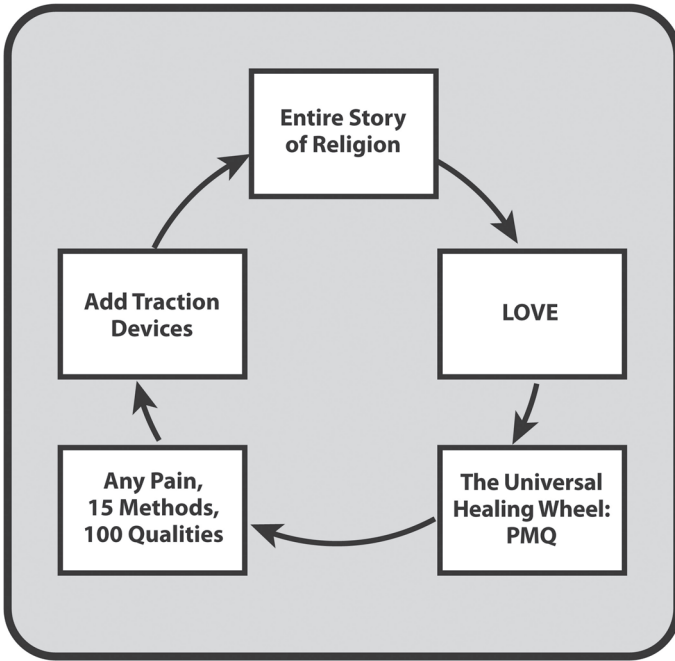 Entire Story
of Religion
LOVE
The Universal
Healing Wheel:
PMQ
Any Pain,
15 Methods,
100 Qualities
Add Traction
Devices